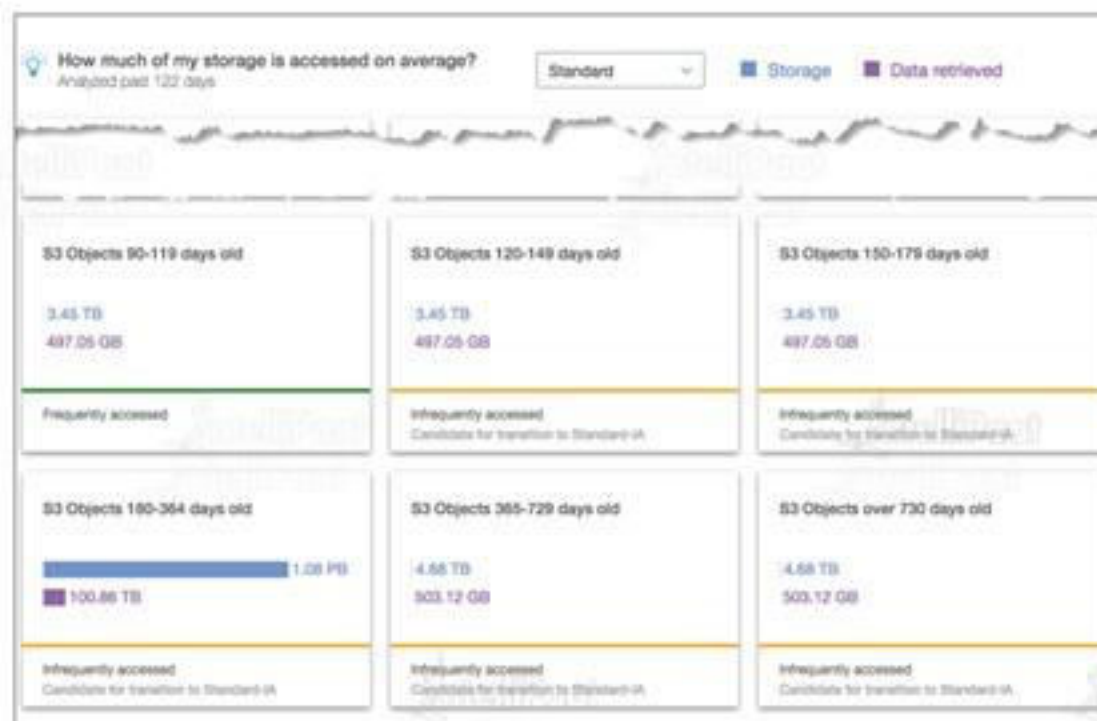 How much of my storage is accessed on average?
Analyzed past 122 days
Standard
Storage
Data retrieved
S3 Objects 90-119 days old
3.45 TB
497.05 GB
Frequently accessed
S3 Objects 120-149 days old
3.45 TB
497.05 GB
Infrequently accessed
Candidate for transition to Standard-IA
S3 Objects 150-179 days old
3.45 TB
497.05 GB
Infrequently accessed
Candidate for transition to Standard-IA
S3 Objects 180-364 days old
1.08 PB
100.86 TB
Infrequently accessed
Candidate for transition to Standard-IA
S3 Objects 365-729 days old
4.68 TB
503.12 GB
Infrequently accessed
Candidate for transition to Standard-IA
S3 Objects over 730 days old
4.68 TB
503.12 GB
Infrequently accessed
Candidate for transition to Standard-IA